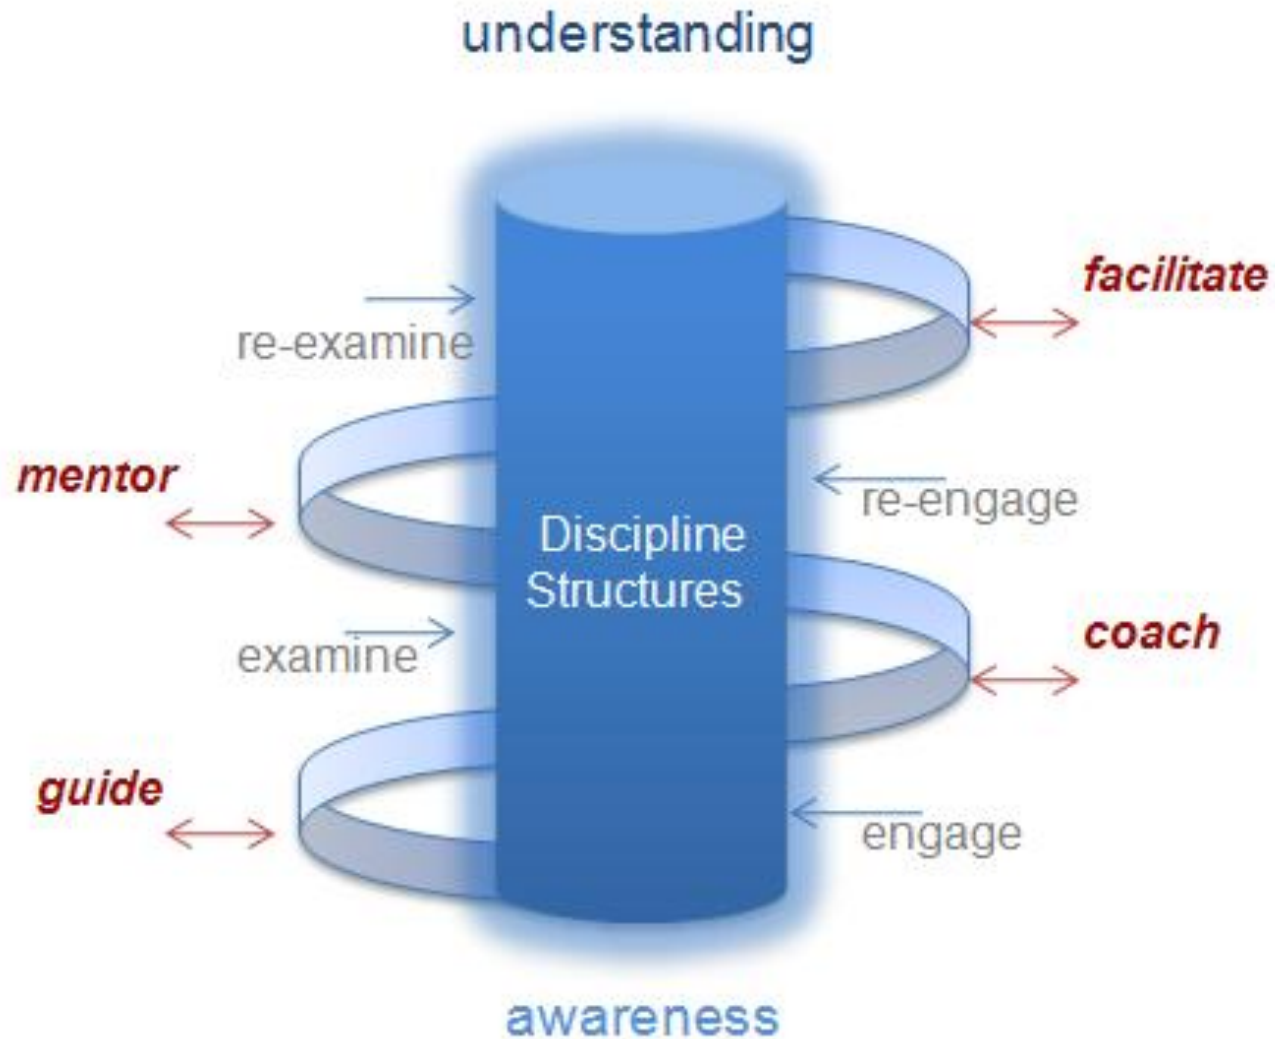 understanding
facilitate
re-examine
mentor
re-engage
Discipline
Structures
coach
examine
guide
engage
awareness